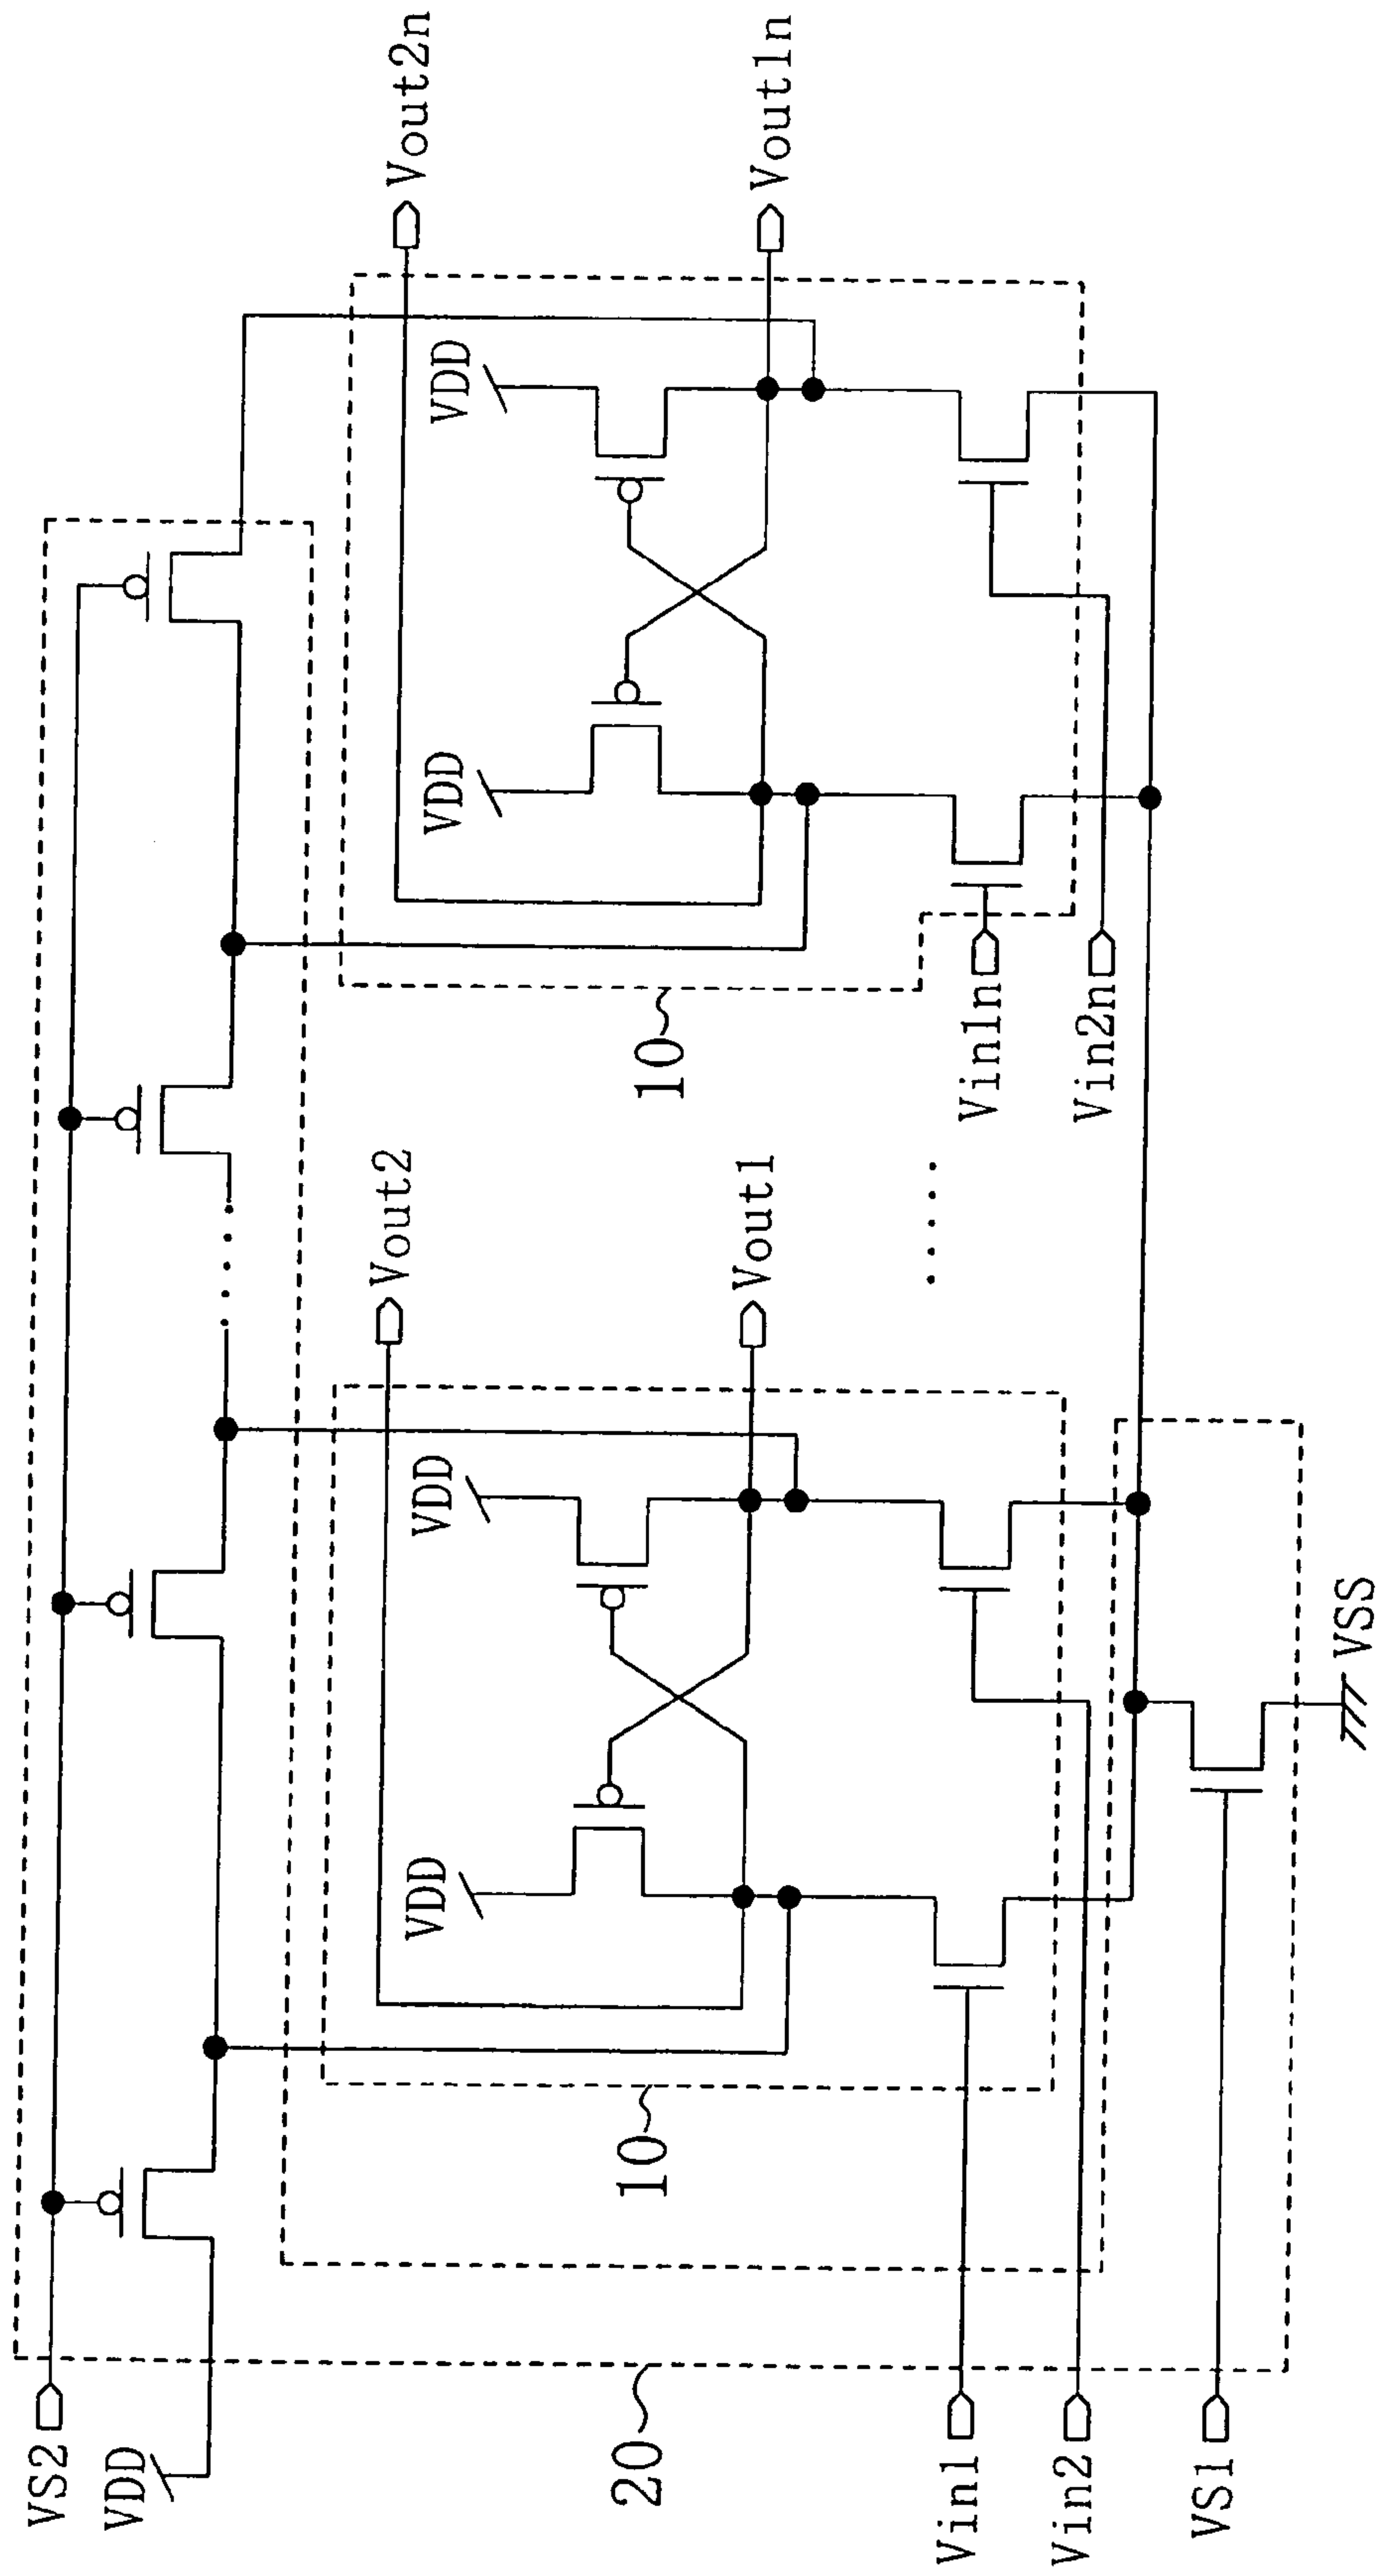 VS2
VDD
20
Vin1
Vin2
VS1
10
VDD
VDD
Vout2
Vout1
VSS
10
Vin1n
Vin2n
VDD
VDD
Vout2n
Vout1n